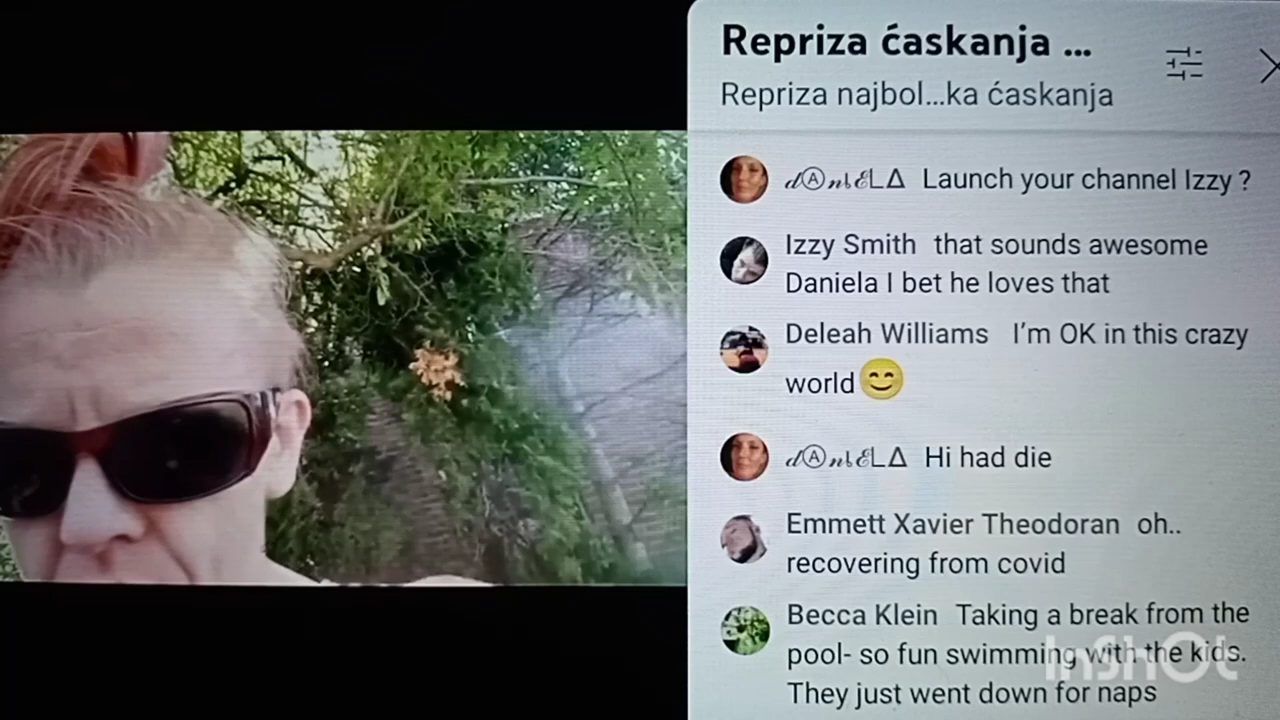 Repriza ćaskanja ...
Repriza najbol...ka ćaskanja
dⒶnιℰLΔ Launch your channel Izzy ?
Izzy Smith that sounds awesome
Daniela I bet he loves that
Deleah Williams I'm OK in this crazy
world😊
dⒶnιℰLΔ Hi had die
Emmett Xavier Theodoran oh..
recovering from covid
Becca Klein Taking a break from the
pool- so fun swimming with the kids.
They just went down for naps
InShOt